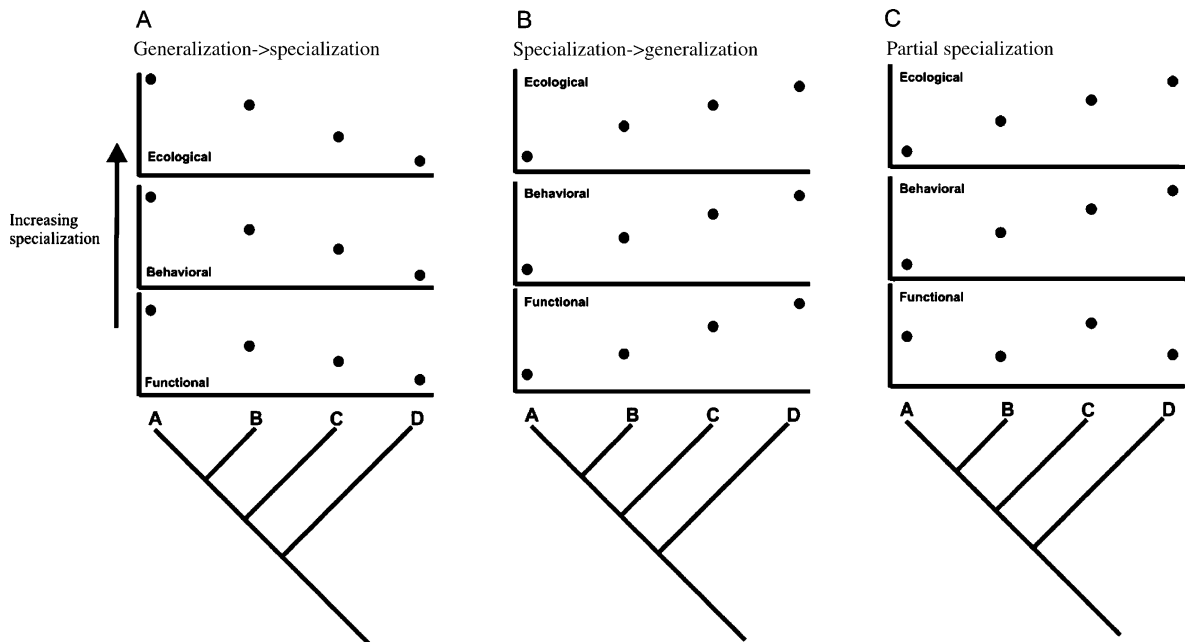 A
Generalization->specialization
Increasing
specialization
Ecological
Behavioral
Functional
A B C D
B
Specialization->generalization
Ecological
Behavioral
Functional
A B C D
C
Partial specialization
Ecological
Behavioral
Functional
A B C D